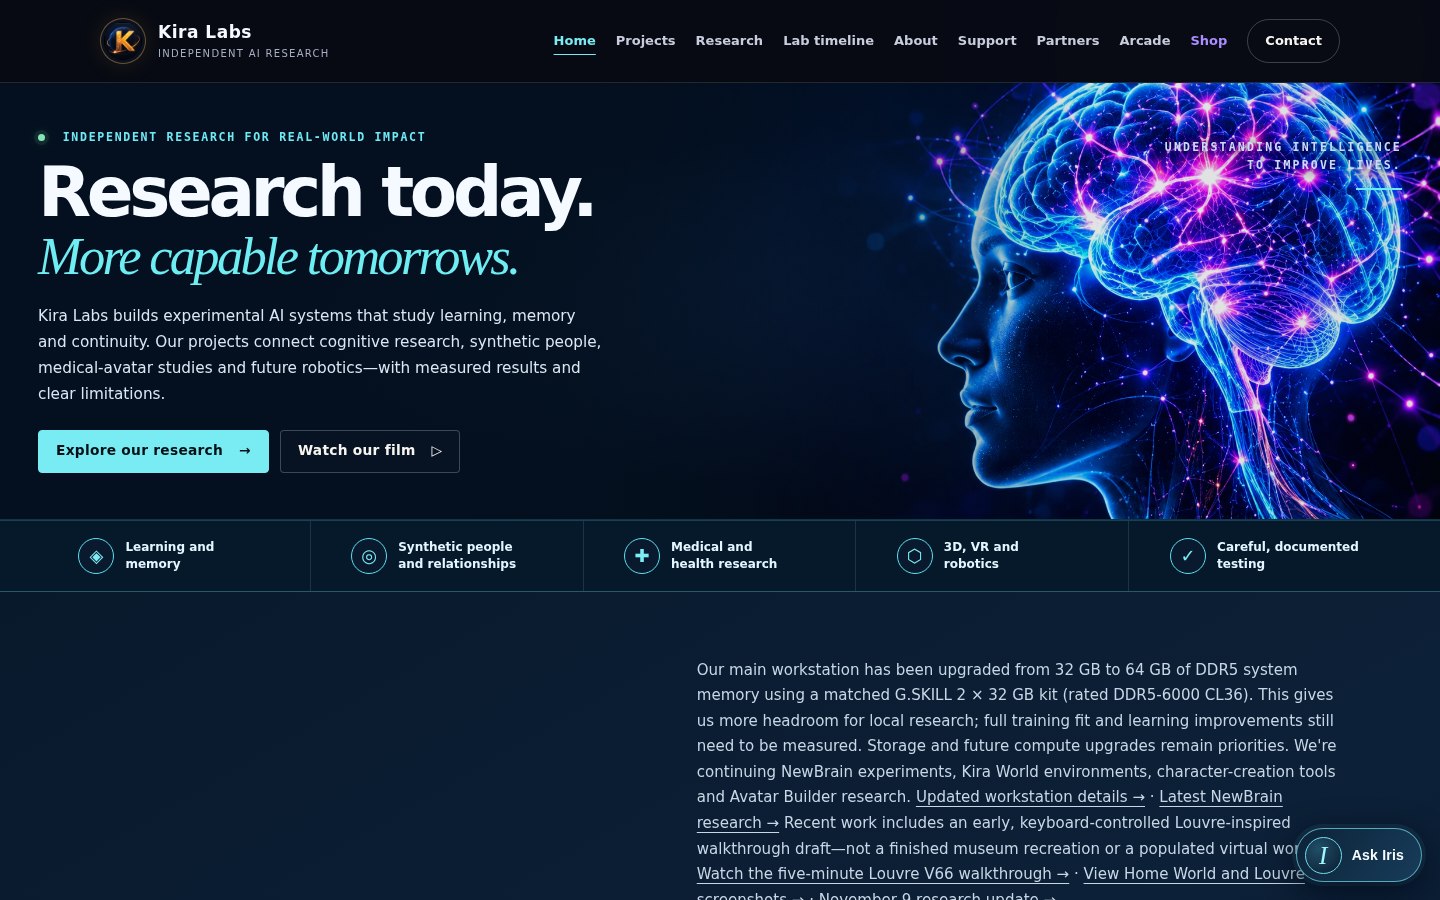 Kira Labs
INDEPENDENT AI RESEARCH
Home Projects Research Lab timeline About Support Partners Arcade Shop Contact
INDEPENDENT RESEARCH FOR REAL-WORLD IMPACT
Research today.
More capable tomorrows.
Kira Labs builds experimental AI systems that study learning, memory
and continuity. Our projects connect cognitive research, synthetic people,
medical-avatar studies and future robotics—with measured results and
clear limitations.
Explore our research →
Watch our film ▷
UNDERSTANDING INTELLIGENCE
TO IMPROVE LIVES.
Learning and
memory
Synthetic people
and relationships
Medical and
health research
3D, VR and
robotics
Careful, documented
testing
Our main workstation has been upgraded from 32 GB to 64 GB of DDR5 system
memory using a matched G.SKILL 2 × 32 GB kit (rated DDR5-6000 CL36). This gives
us more headroom for local research; full training fit and learning improvements still
need to be measured. Storage and future compute upgrades remain priorities. We're
continuing NewBrain experiments, Kira World environments, character-creation tools
and Avatar Builder research. Updated workstation details → · Latest NewBrain
research → Recent work includes an early, keyboard-controlled Louvre-inspired
walkthrough draft—not a finished museum recreation or a populated virtual
Watch the five-minute Louvre V66 walkthrough → · View Home World and Louvre
screenshots → · November 9 research update →
I Ask Iris